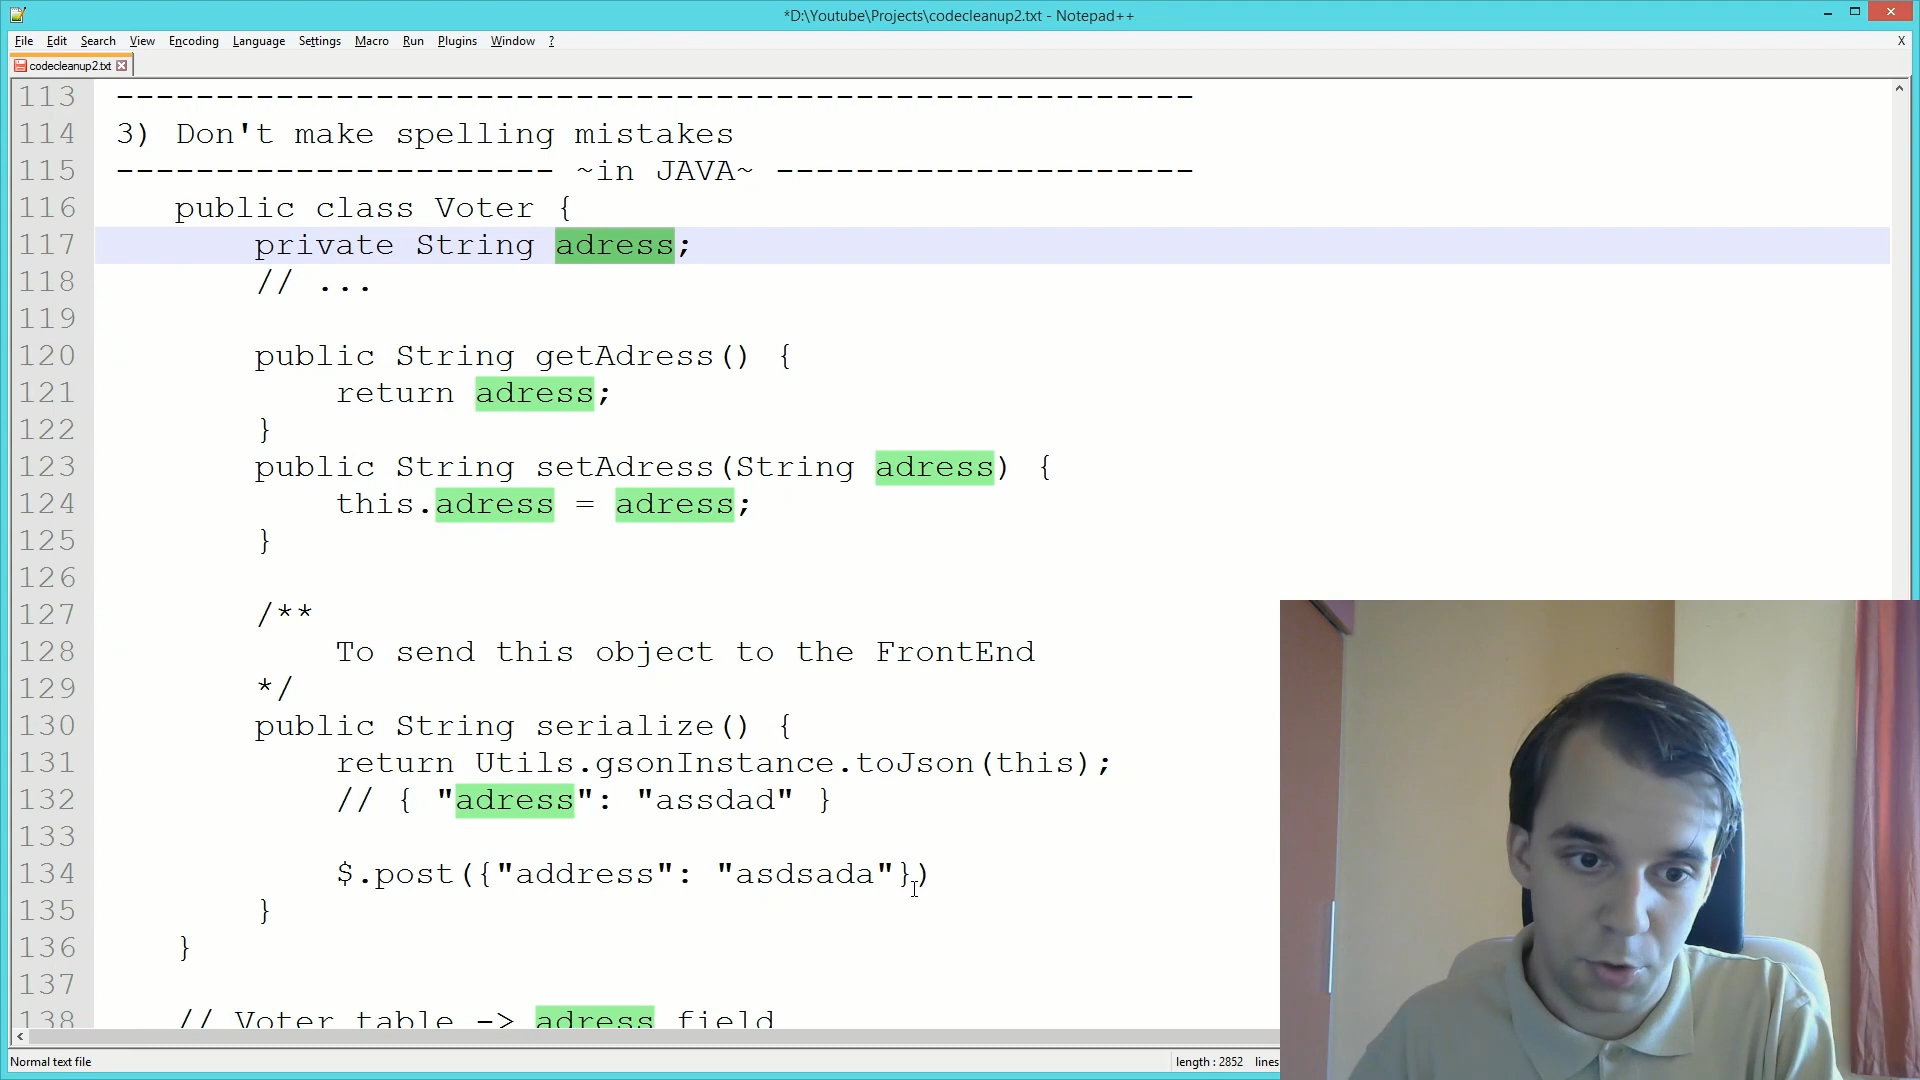 *D:\Youtube\Projects\codecleanup2.txt - Notepad++
File Edit Search View Encoding Language Settings Macro Run Plugins Window ? X
codecleanup2.txt
113 ------------------------------------------------------
114 3) Don't make spelling mistakes
115 ---------------------- ~in JAVA~ ---------------------
116 public class Voter {
117 private String adress;
118 // ...
119
120 public String getAdress() {
121 return adress;
122 }
123 public String setAdress(String adress) {
124 this.adress = adress;
125 }
126
127 /**
128 To send this object to the FrontEnd
129 */
130 public String serialize() {
131 return Utils.gsonInstance.toJson(this);
132 // { "adress": "assdad" }
133
134 $.post({"address": "asdsada"})
135 }
136 }
137
138 // Voter table -> adress field
Normal text file length : 2852 lines